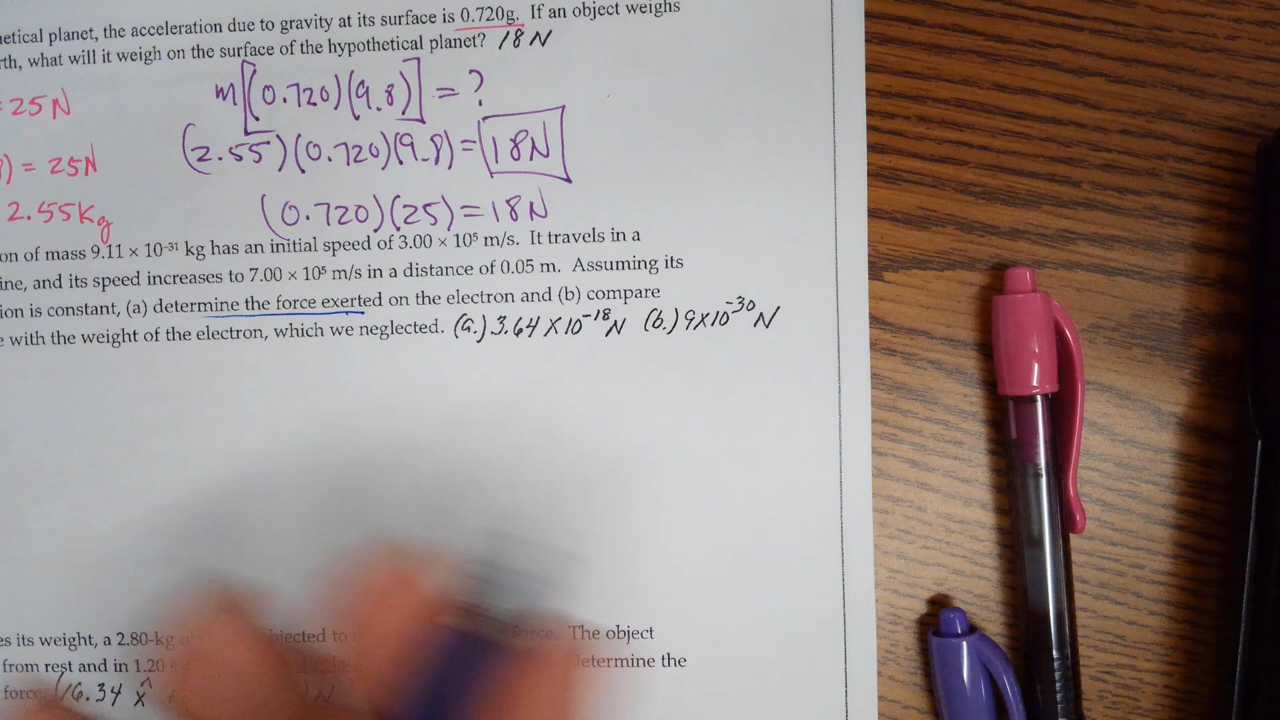 etical planet, the acceleration due to gravity at its surface is 0.720g. If an object weighs
rth, what will it weigh on the surface of the hypothetical planet? 18 N
= 25 N
m[(0.720)(9.8)] = ?
) = 25N
(2.55)(0.720)(9.8) = 18N
2.55Kg
(0.720)(25) = 18N
on of mass 9.11 × 10⁻³¹ kg has an initial speed of 3.00 × 10⁵ m/s. It travels in a
ine, and its speed increases to 7.00 × 10⁵ m/s in a distance of 0.05 m. Assuming its
ion is constant, (a) determine the force exerted on the electron and (b) compare
e with the weight of the electron, which we neglected. (a.) 3.64 X 10⁻¹⁸ N (b.) 9X10⁻³⁰ N
es its weight, a 2.80-kg The object
from rest and in 1.20 Determine the
force. (16.34 x̂ N